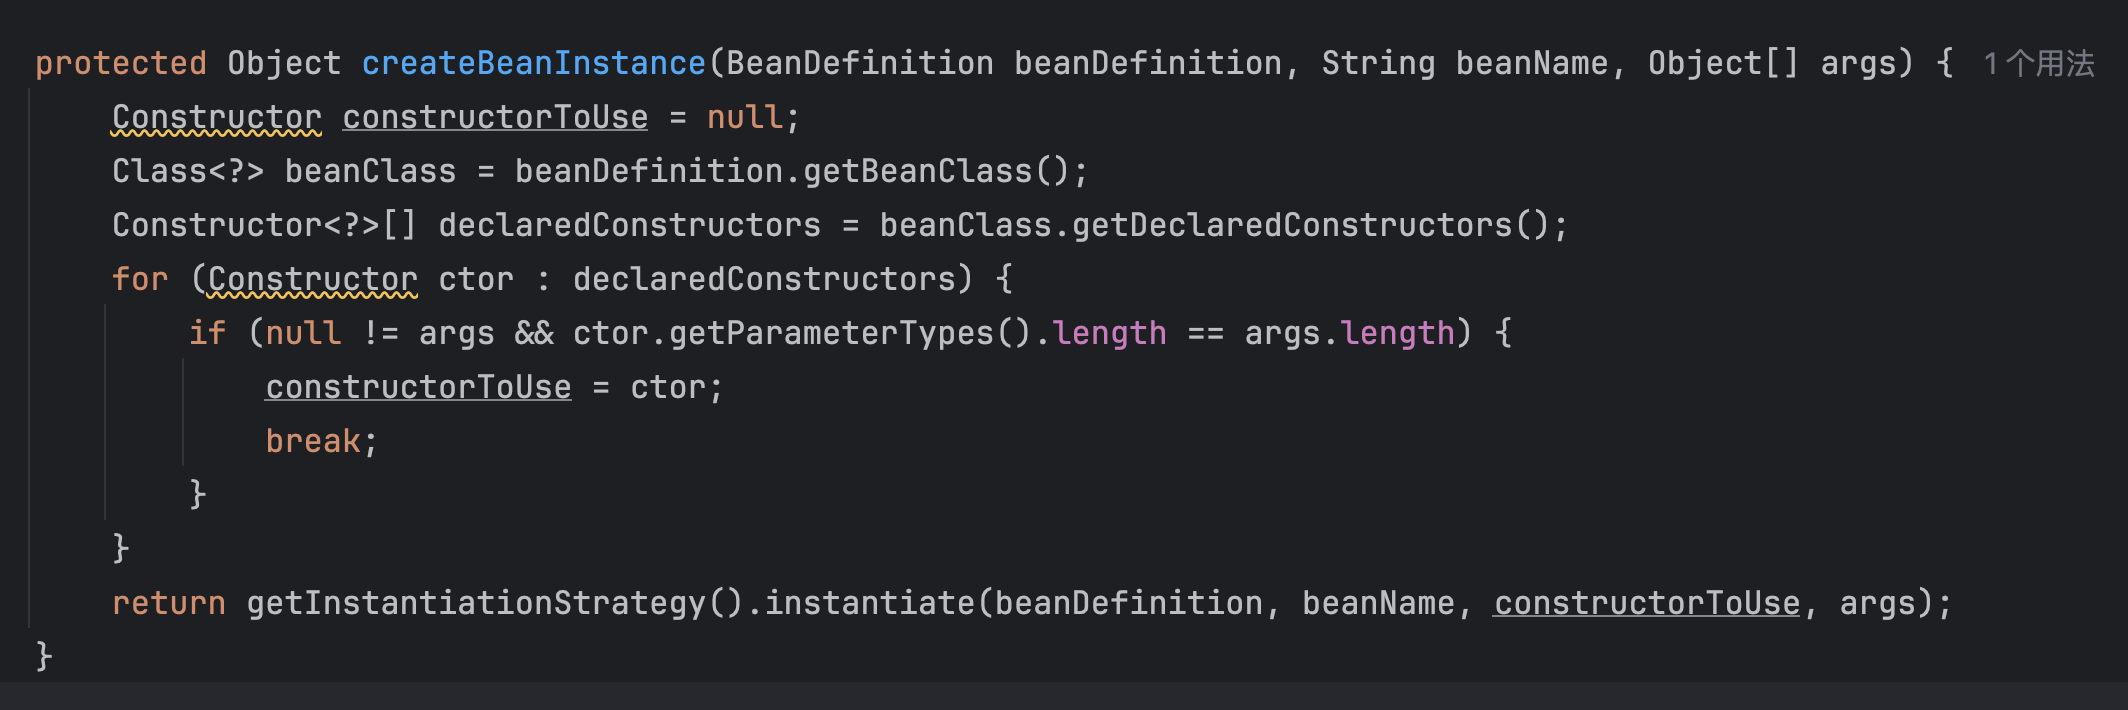 protected Object createBeanInstance(BeanDefinition beanDefinition, String beanName, Object[] args) { 1个用法
    Constructor constructorToUse = null;
    Class<?> beanClass = beanDefinition.getBeanClass();
    Constructor<?>[] declaredConstructors = beanClass.getDeclaredConstructors();
    for (Constructor ctor : declaredConstructors) {
        if (null != args && ctor.getParameterTypes().length == args.length) {
            constructorToUse = ctor;
            break;
        }
    }
    return getInstantiationStrategy().instantiate(beanDefinition, beanName, constructorToUse, args);
}